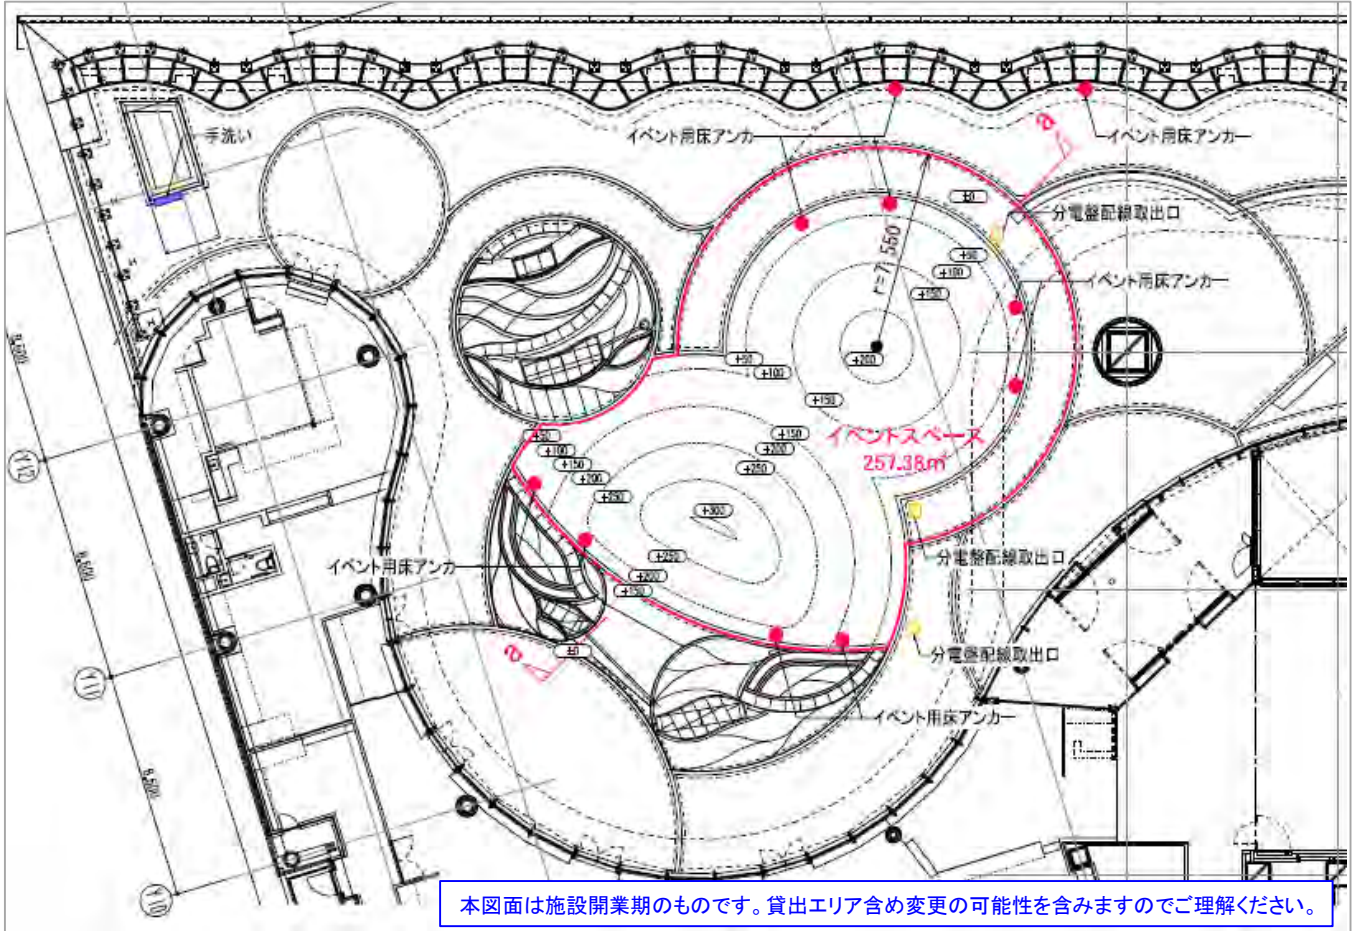 手洗い
イベント用床アンカー
イベント用床アンカー
a
±0
分電盤配線取出口
+50
+100
+150
イベント用床アンカー
r=7,550
+200
+50
+100
+150
イベントスペース
257.38㎡
+50
+100
+150
+200
+250
+150
+200
+250
+300
+250
+200
+150
イベント用床アンカー
分電盤配線取出口
分電盤配線取出口
a
±0
イベント用床アンカー
Y12
Y11
Y10
8,500
8,500
8,500
本図面は施設開業期のものです。貸出エリア含め変更の可能性を含みますのでご理解ください。